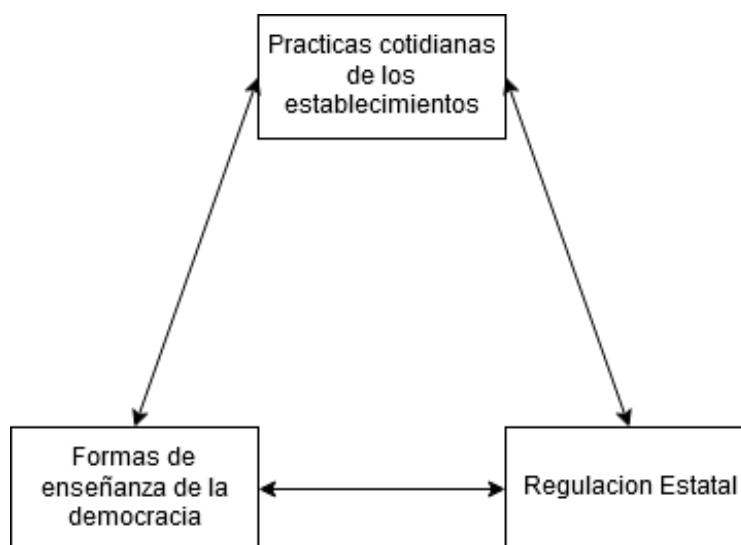 Practicas cotidianas
de los
establecimientos
Formas de
enseñanza de la
democracia
Regulacion Estatal